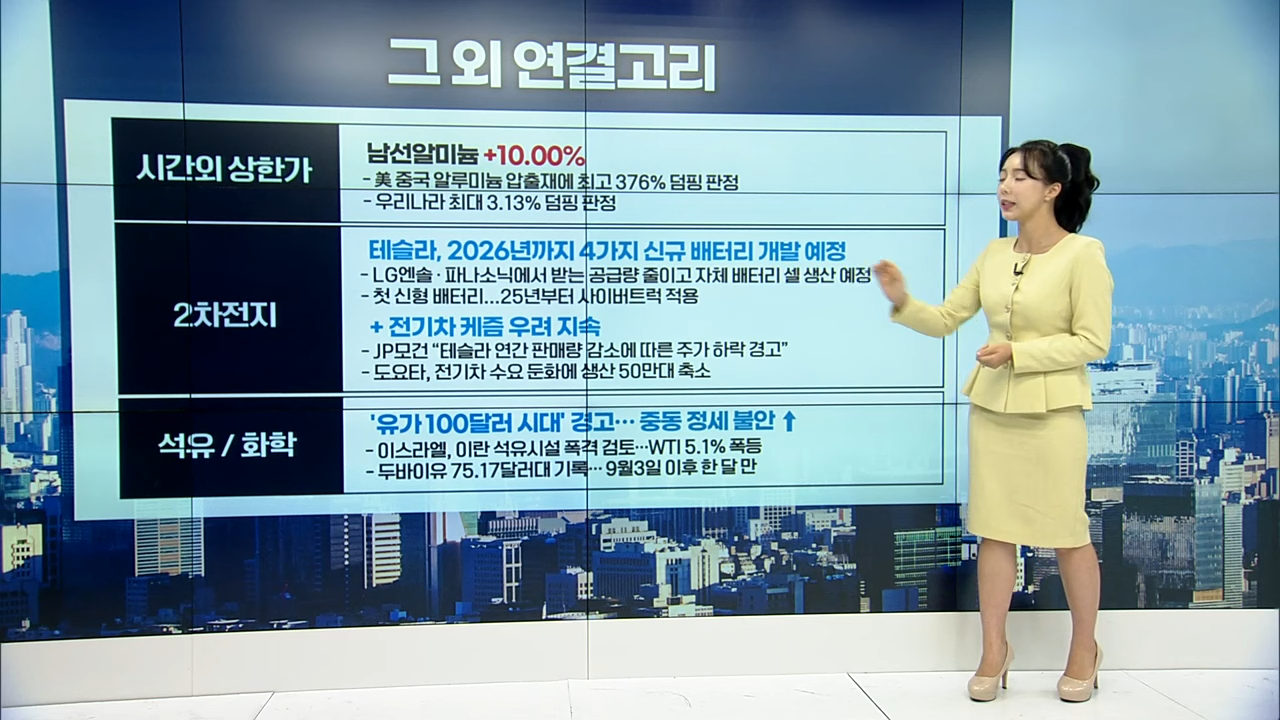 그 외 연결고리
시간외 상한가
남선알미늄 +10.00%
- 美 중국 알루미늄 압출재에 최고 376% 덤핑 판정
- 우리나라 최대 3.13% 덤핑 판정
2차전지
테슬라, 2026년까지 4가지 신규 배터리 개발 예정
- LG엔솔·파나소닉에서 받는 공급량 줄이고 자체 배터리 셀 생산 예정
- 첫 신형 배터리…25년부터 사이버트럭 적용
+ 전기차 케즘 우려 지속
- JP모건 “테슬라 연간 판매량 감소에 따른 주가 하락 경고”
- 도요타, 전기차 수요 둔화에 생산 50만대 축소
석유 / 화학
'유가 100달러 시대' 경고… 중동 정세 불안 ↑
- 이스라엘, 이란 석유시설 폭격 검토…WTI 5.1% 폭등
- 두바이유 75.17달러대 기록… 9월3일 이후 한 달 만